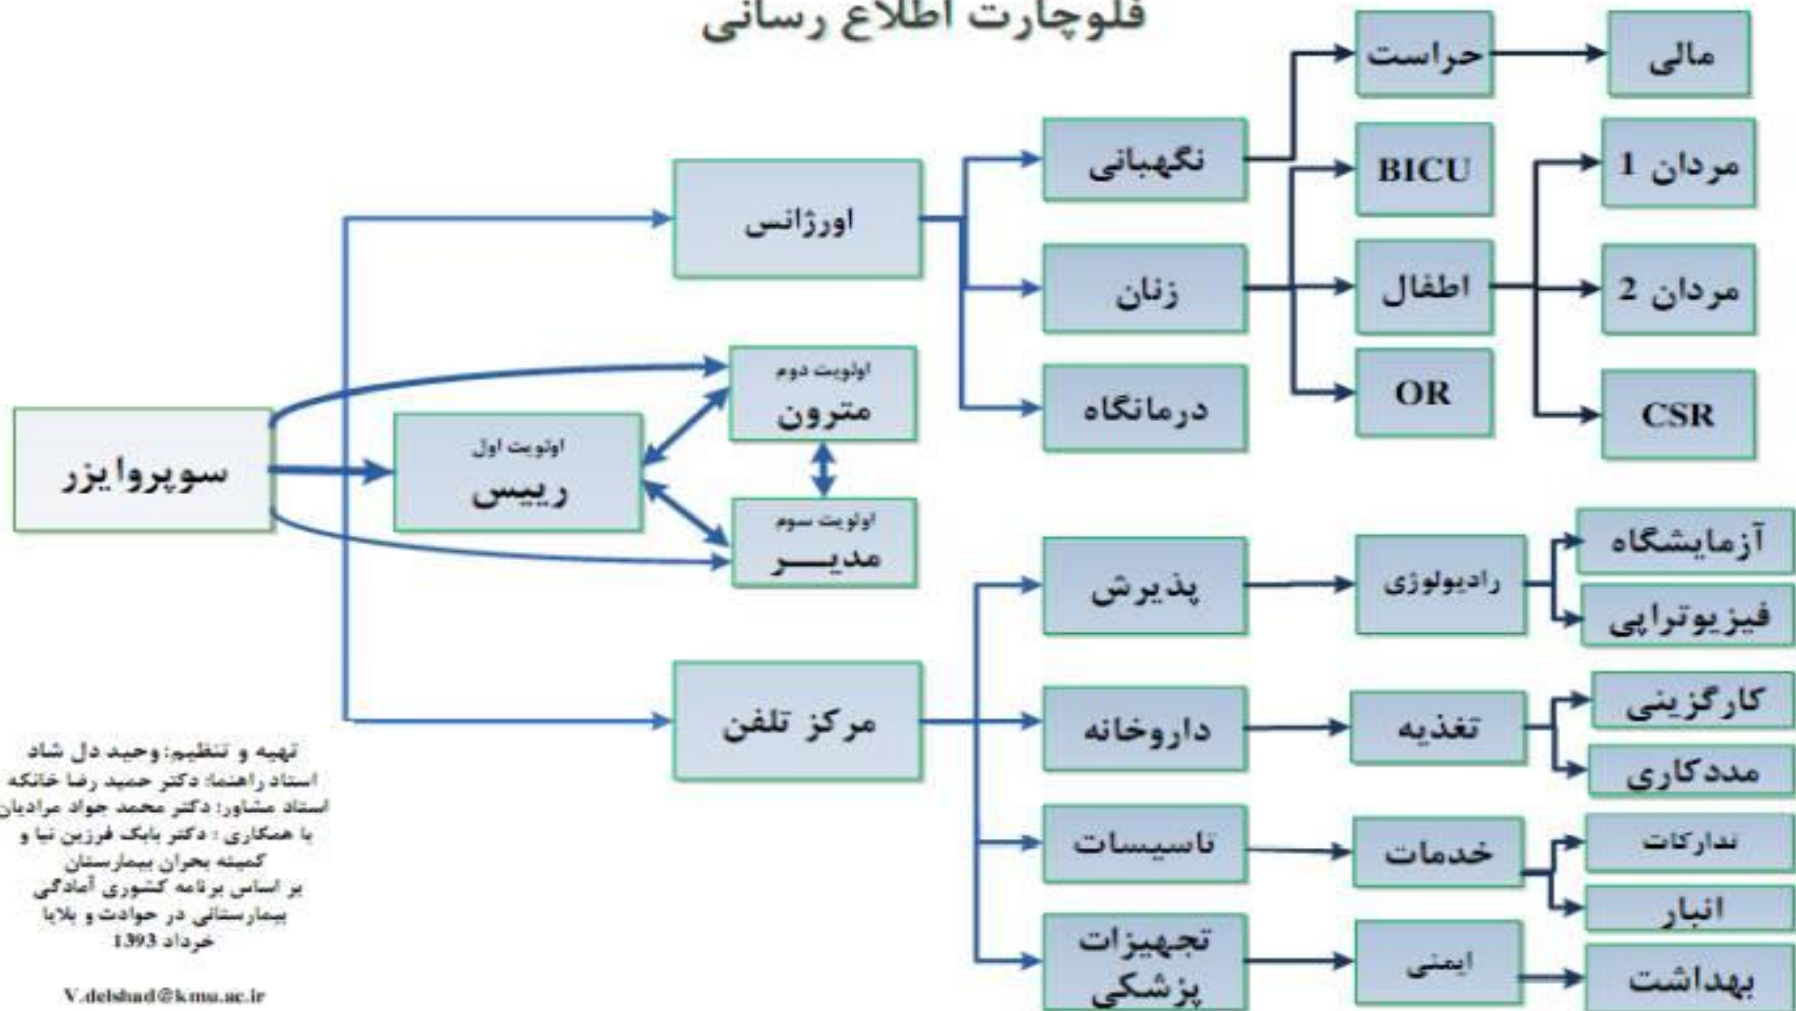 فلوچارت اطلاع رسانی
سوپروایزر
اولویت اول
رییس
اولویت دوم
مترون
اولویت سوم
مدیـــر
اورژانس
نگهبانی
زنان
درمانگاه
حراست
BICU
اطفال
OR
مالی
مردان 1
مردان 2
CSR
مرکز تلفن
پذیرش
رادیولوژی
آزمایشگاه
فیزیوتراپی
داروخانه
تغذیه
کارگزینی
مددکاری
تاسیسات
خدمات
تدارکات
انبار
تجهیزات
پزشکی
ایمنی
بهداشت
تهیه و تنظیم: وحید دل شاد
استاد راهنما: دکتر حمید رضا خانکه
استاد مشاور: دکتر محمد جواد مرادیان
با همکاری : دکتر بابک فرزین نیا و
کمیته بحران بیمارستان
بر اساس برنامه کشوری آمادگی
بیمارستانی در حوادث و بلایا
خرداد 1393
V.delshad@kmu.ac.ir